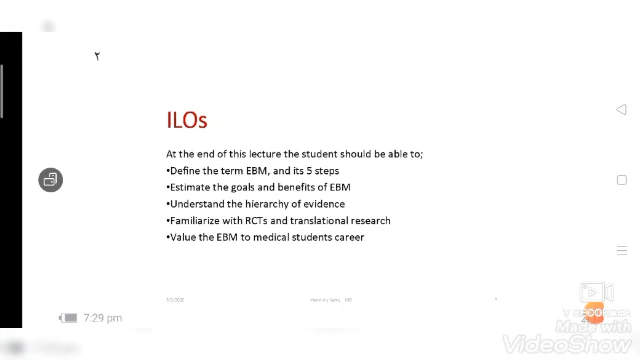 ٢
ILOs
At the end of this lecture the student should be able to;
•Define the term EBM, and its 5 steps
•Estimate the goals and benefits of EBM
•Understand the hierarchy of evidence
•Familiarize with RCTs and translational research
•Value the EBM to medical students career
7:29 pm
Made with
VideoShow